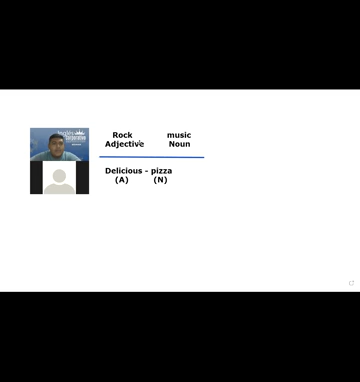 Rock music
Adjective Noun
Delicious - pizza
(A) (N)